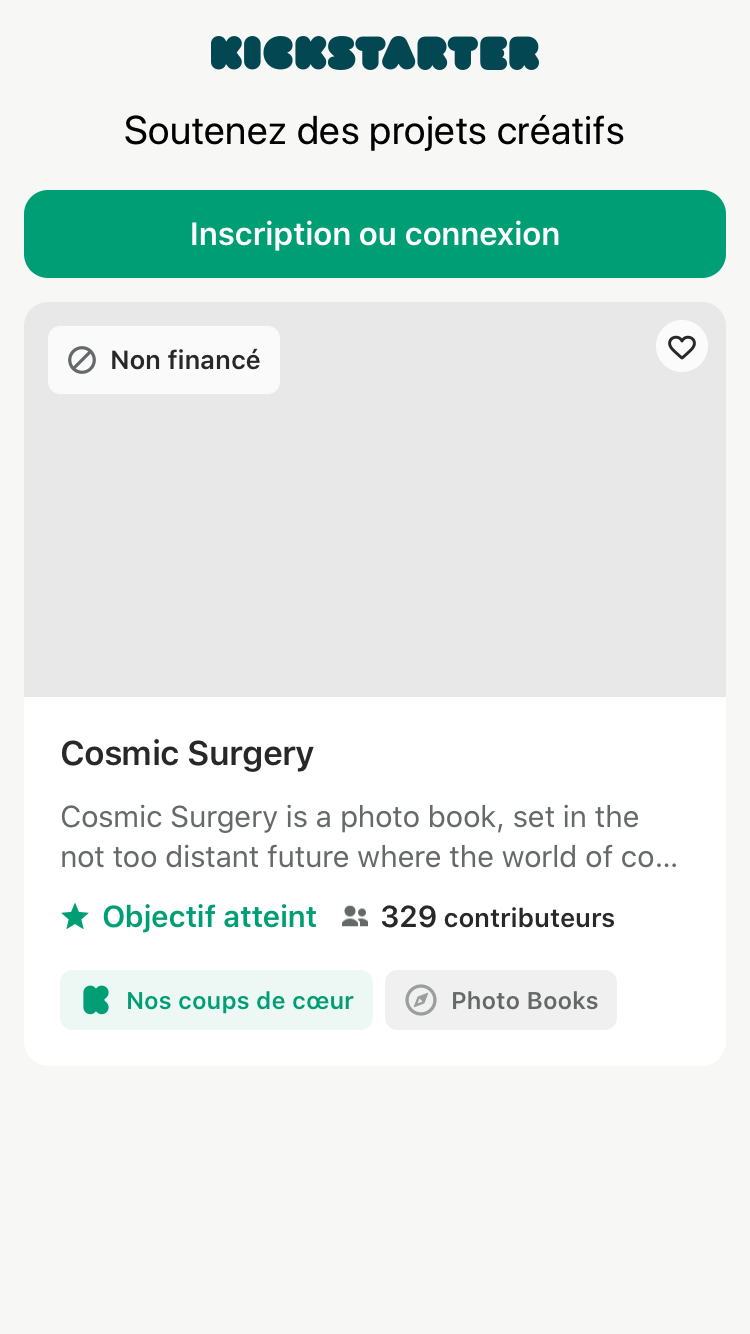 KICKSTARTER
Soutenez des projets créatifs
Inscription ou connexion
Non financé
Cosmic Surgery
Cosmic Surgery is a photo book, set in the
not too distant future where the world of co...
Objectif atteint 329 contributeurs
Nos coups de cœur Photo Books